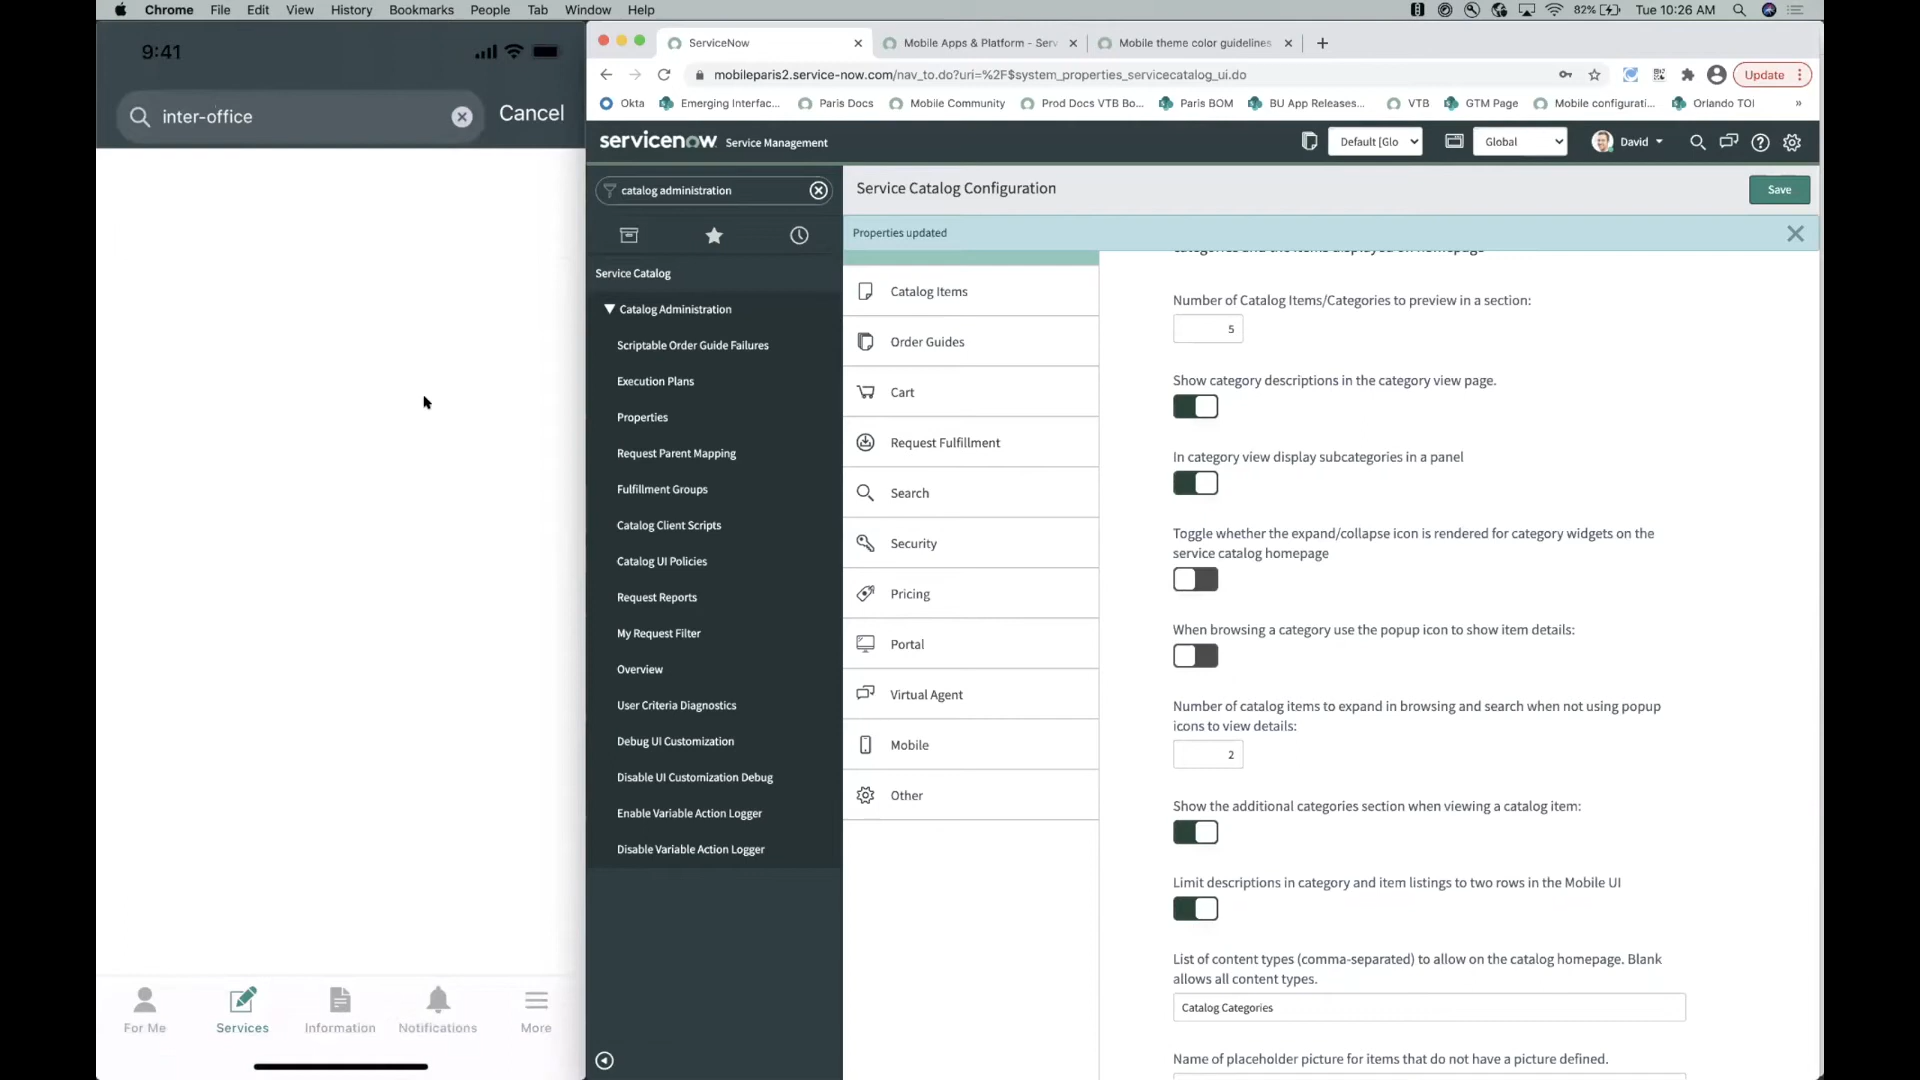 Chrome File Edit View History Bookmarks People Tab Window Help
82% Tue 10:26 AM
9:41
inter-office Cancel
For Me Services Information Notifications More
ServiceNow Mobile Apps & Platform - Serv Mobile theme color guidelines
mobileparis2.service-now.com/nav_to.do?uri=%2F$system_properties_servicecatalog_ui.do Update
Okta Emerging Interfac... Paris Docs Mobile Community Prod Docs VTB Bo... Paris BOM BU App Releases... VTB GTM Page Mobile configurati... Orlando TOI »
servicenow Service Management Default [Glo Global David
catalog administration
Service Catalog
Catalog Administration
Scriptable Order Guide Failures
Execution Plans
Properties
Request Parent Mapping
Fulfillment Groups
Catalog Client Scripts
Catalog UI Policies
Request Reports
My Request Filter
Overview
User Criteria Diagnostics
Debug UI Customization
Disable UI Customization Debug
Enable Variable Action Logger
Disable Variable Action Logger
Service Catalog Configuration Save
Properties updated
Catalog Items
Order Guides
Cart
Request Fulfillment
Search
Security
Pricing
Portal
Virtual Agent
Mobile
Other
categories and the items displayed on homepage
Number of Catalog Items/Categories to preview in a section:
5
Show category descriptions in the category view page.
In category view display subcategories in a panel
Toggle whether the expand/collapse icon is rendered for category widgets on the
service catalog homepage
When browsing a category use the popup icon to show item details:
Number of catalog items to expand in browsing and search when not using popup
icons to view details:
2
Show the additional categories section when viewing a catalog item:
Limit descriptions in category and item listings to two rows in the Mobile UI
List of content types (comma-separated) to allow on the catalog homepage. Blank
allows all content types.
Catalog Categories
Name of placeholder picture for items that do not have a picture defined.